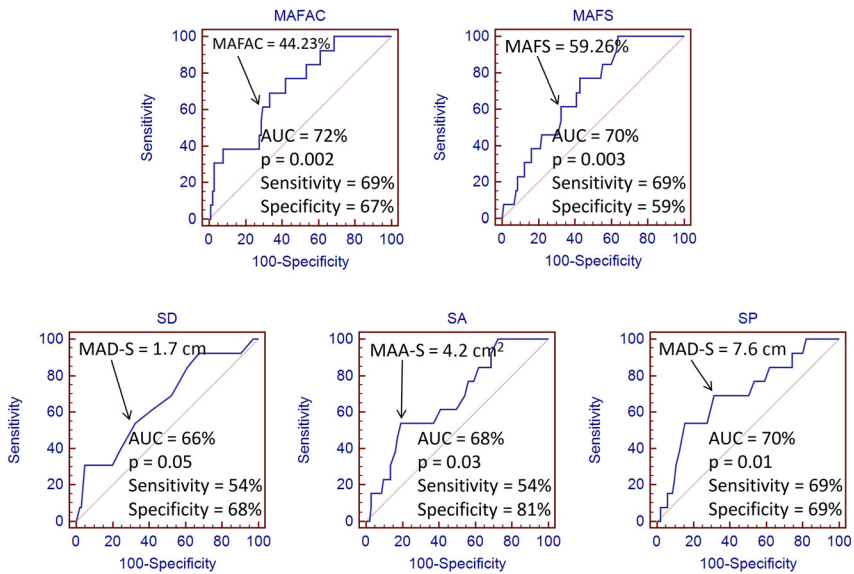 MAFAC
MAFAC = 44.23%
Sensitivity
100
80
60
40
20
0
AUC = 72%
p = 0.002
Sensitivity = 69%
Specificity = 67%
0 20 40 60 80 100
100-Specificity
MAFS
MAFS = 59.26%
Sensitivity
100
80
60
40
20
0
AUC = 70%
p = 0.003
Sensitivity = 69%
Specificity = 59%
0 20 40 60 80 100
100-Specificity
SD
MAD-S = 1.7 cm
Sensitivity
100
80
60
40
20
0
AUC = 66%
p = 0.05
Sensitivity = 54%
Specificity = 68%
0 20 40 60 80 100
100-Specificity
SA
MAA-S = 4.2 cm²
Sensitivity
100
80
60
40
20
0
AUC = 68%
p = 0.03
Sensitivity = 54%
Specificity = 81%
0 20 40 60 80 100
100-Specificity
SP
MAD-S = 7.6 cm
Sensitivity
100
80
60
40
20
0
AUC = 70%
p = 0.01
Sensitivity = 69%
Specificity = 69%
0 20 40 60 80 100
100-Specificity